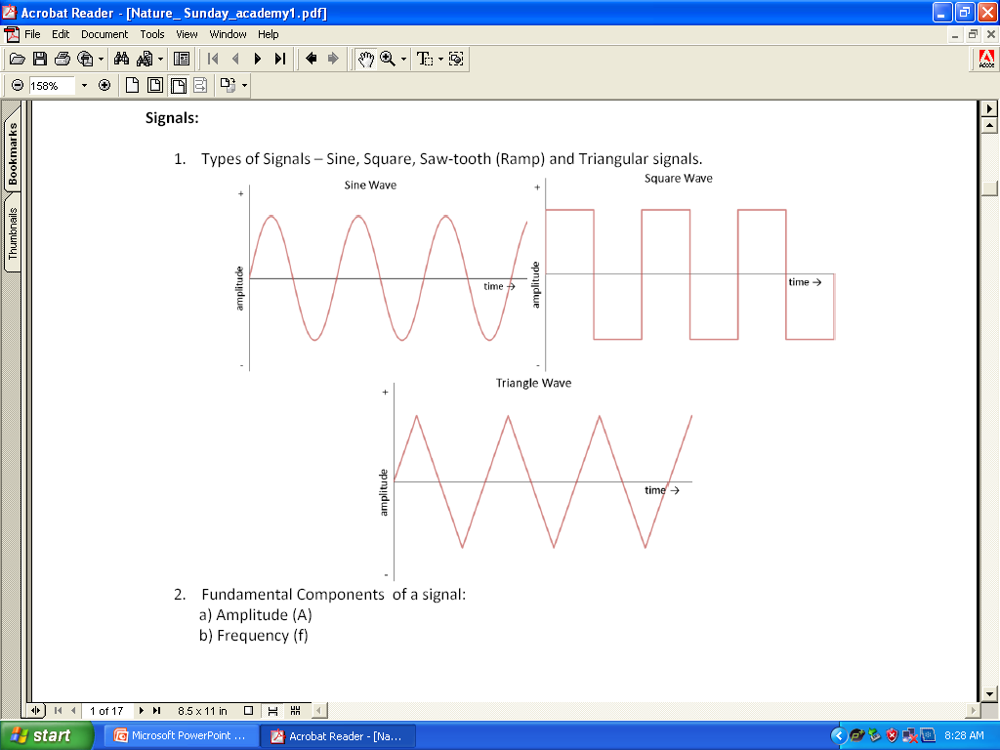 Acrobat Reader - [Nature_ Sunday_academy1.pdf]
File Edit Document Tools View Window Help
Adobe
158%
Bookmarks
Thumbnails
Signals:
1. Types of Signals – Sine, Square, Saw-tooth (Ramp) and Triangular signals.
Sine Wave
+
amplitude
time →
-
Square Wave
+
amplitude
time →
-
Triangle Wave
+
amplitude
time →
-
2. Fundamental Components of a signal:
a) Amplitude (A)
b) Frequency (f)
1 of 17
8.5 x 11 in
start
Microsoft PowerPoint ...
Acrobat Reader - [Na...
8:28 AM